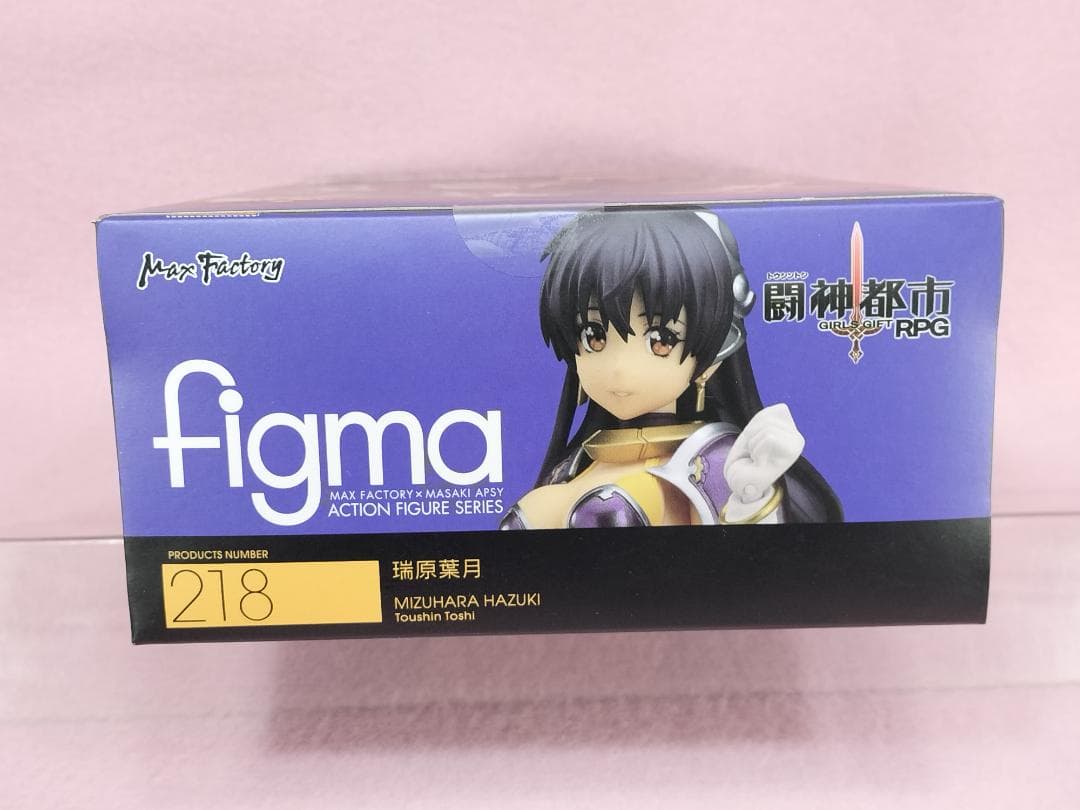 Max Factory
トウシントシ
闘神都市
GIRLS GIFT RPG
figma
MAX FACTORY×MASAKI APSY
ACTION FIGURE SERIES
PRODUCTS NUMBER
218
瑞原葉月
MIZUHARA HAZUKI
Toushin Toshi